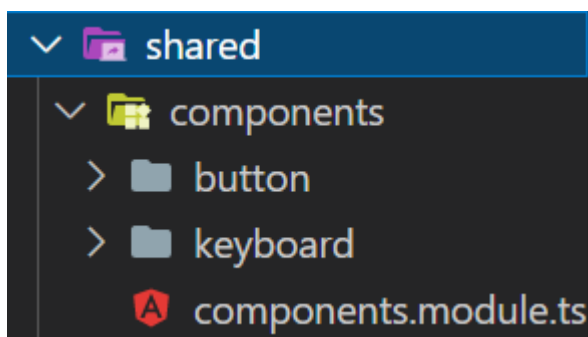 shared
components
button
keyboard
components.module.ts